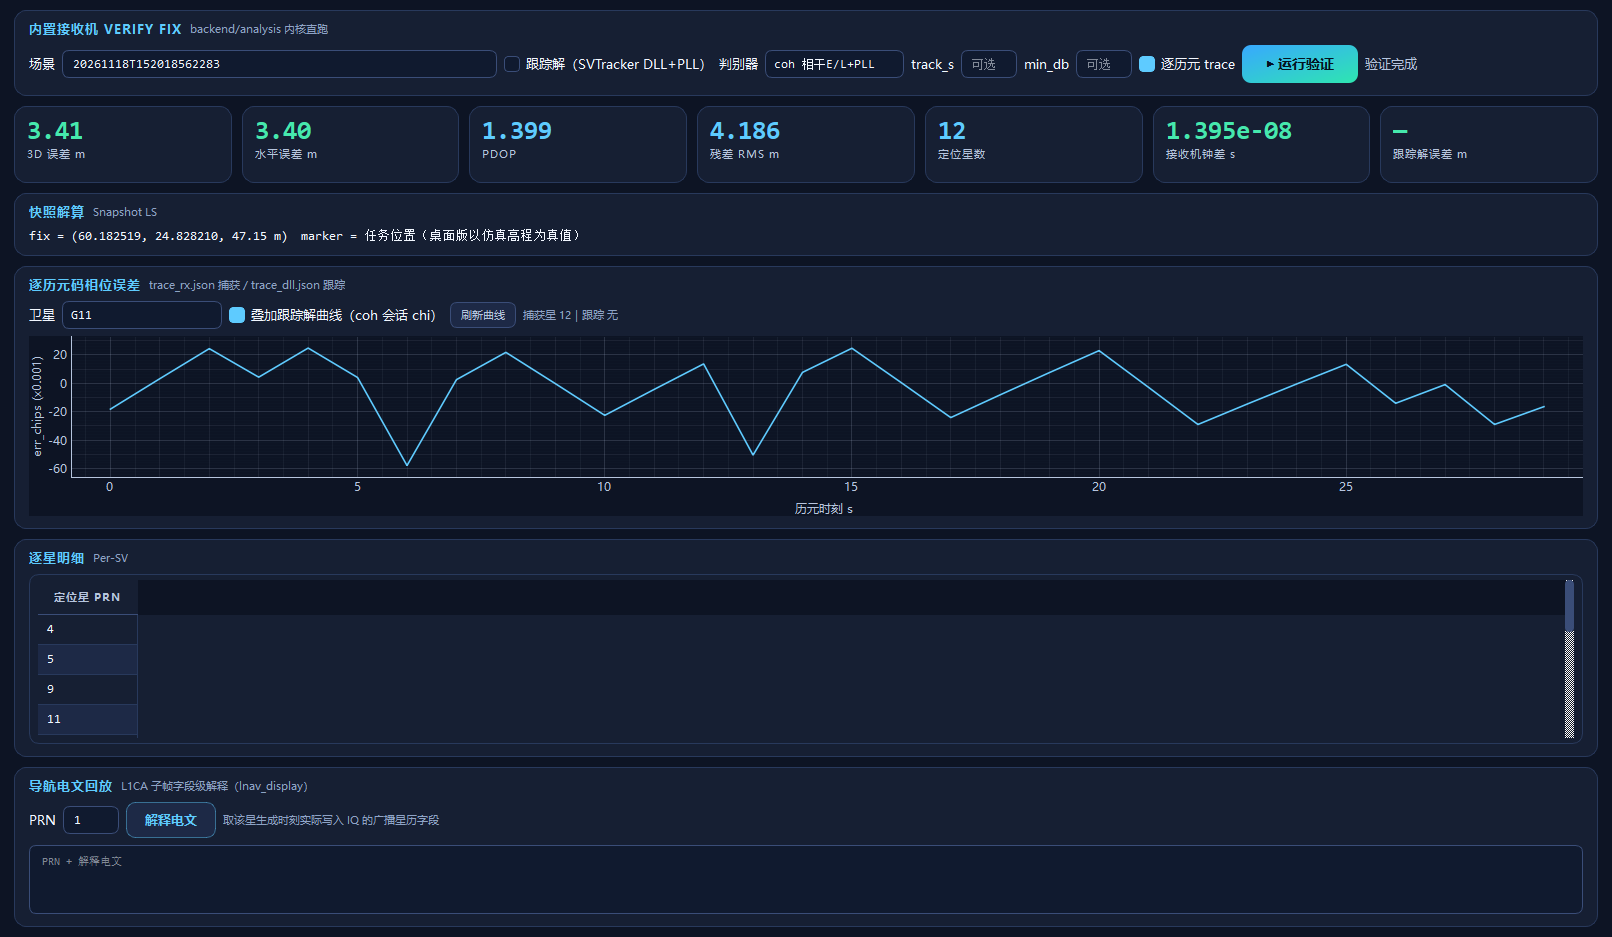 内置接收机 VERIFY FIX backend/analysis 内核直跑
场景 20261118T152018562283 跟踪解（SVTracker DLL+PLL） 判别器 coh 相干E/L+PLL track_s 可选 min_db 可选 逐历元 trace ▸运行验证 验证完成
3.41
3D 误差 m
3.40
水平误差 m
1.399
PDOP
4.186
残差 RMS m
12
定位星数
1.395e-08
接收机钟差 s
—
跟踪解误差 m
快照解算 Snapshot LS
fix = (60.182519, 24.828210, 47.15 m) marker = 任务位置（桌面版以仿真高程为真值）
逐历元码相位误差 trace_rx.json 捕获 / trace_dll.json 跟踪
卫星 G11 叠加跟踪解曲线（coh 会话 chi） 刷新曲线 捕获星 12 | 跟踪 无
err_chips (x0.001)
20
0
-20
-40
-60
0 5 10 15 20 25
历元时刻 s
逐星明细 Per-SV
定位星 PRN
4
5
9
11
导航电文回放 L1CA 子帧字段级解释（lnav_display）
PRN 1 解释电文 取该星生成时刻实际写入 IQ 的广播星历字段
PRN + 解释电文